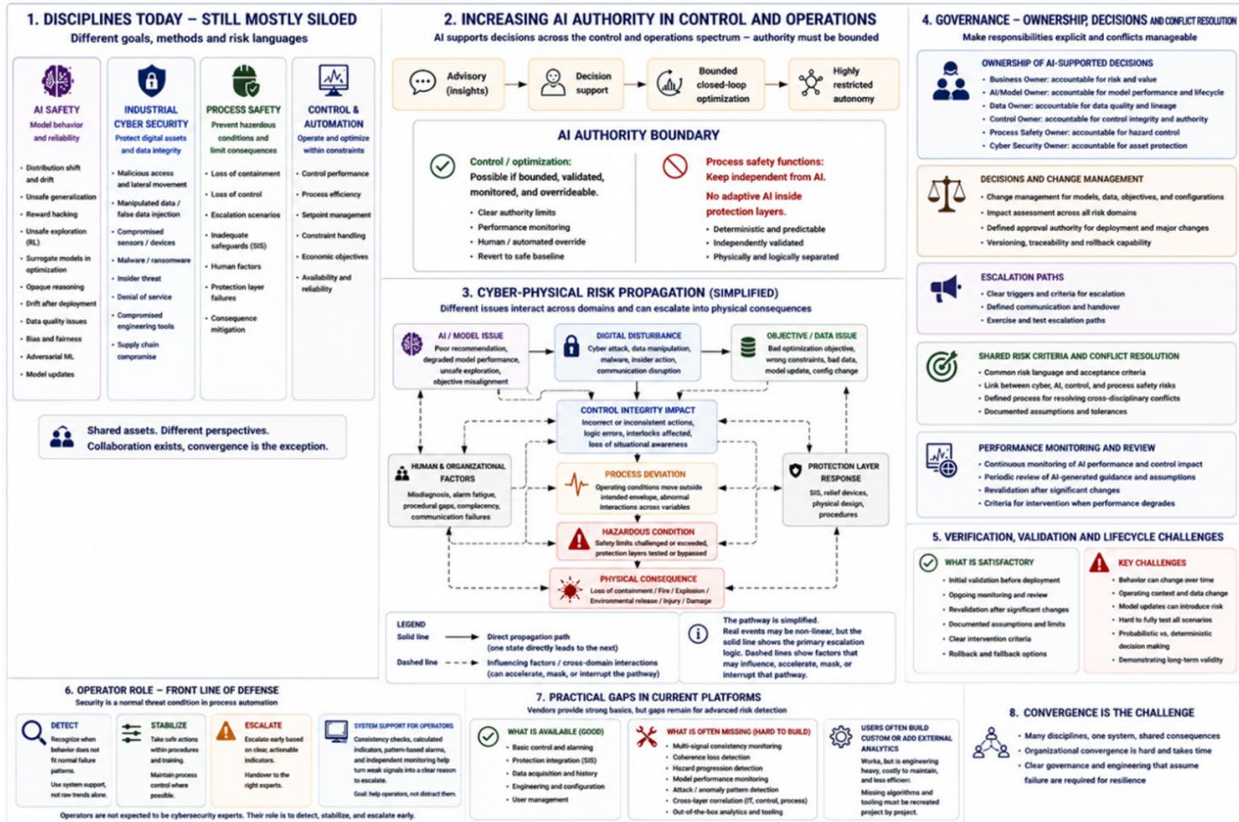 1. DISCIPLINES TODAY – STILL MOSTLY SILOED
Different goals, methods and risk languages
AI SAFETY
Model behavior
and reliability
• Distribution shift
and drift
• Unsafe generalization
• Reward hacking
• Unsafe exploration
(RL)
• Surrogate models in
optimization
• Opaque reasoning
• Drift after deployment
• Data quality issues
• Bias and fairness
• Adversarial ML
• Model updates
INDUSTRIAL
CYBER SECURITY
Protect digital assets
and data integrity
• Malicious access
and lateral movement
• Manipulated data /
false data injection
• Compromised
sensors / devices
• Malware / ransomware
• Insider threat
• Denial of service
• Compromised
engineering tools
• Supply chain
compromise
PROCESS SAFETY
Prevent hazardous
conditions and
limit consequences
• Loss of containment
• Loss of control
• Escalation scenarios
• Inadequate
safeguards (SIS)
• Human factors
• Protection layer
failures
• Consequence
mitigation
CONTROL &
AUTOMATION
Operate and optimize
within constraints
• Control performance
• Process efficiency
• Setpoint management
• Constraint handling
• Economic objectives
• Availability and
reliability
Shared assets. Different perspectives.
Collaboration exists, convergence is the exception.
2. INCREASING AI AUTHORITY IN CONTROL AND OPERATIONS
AI supports decisions across the control and operations spectrum – authority must be bounded
Advisory
(insights)
Decision
support
Bounded
closed-loop
optimization
Highly
restricted
autonomy
AI AUTHORITY BOUNDARY
Control / optimization:
Possible if bounded, validated,
monitored, and overrideable.
• Clear authority limits
• Performance monitoring
• Human / automated override
• Revert to safe baseline
Process safety functions:
Keep independent from AI.
No adaptive AI inside
protection layers.
• Deterministic and predictable
• Independently validated
• Physically and logically separated
3. CYBER-PHYSICAL RISK PROPAGATION (SIMPLIFIED)
Different issues interact across domains and can escalate into physical consequences
AI / MODEL ISSUE
Poor recommendation,
degraded model performance,
unsafe exploration,
objective misalignment
DIGITAL DISTURBANCE
Cyber attack, data manipulation,
malware, insider action,
communication disruption
OBJECTIVE / DATA ISSUE
Bad optimization objective,
wrong constraints, bad data,
model update, config change
CONTROL INTEGRITY IMPACT
Incorrect or inconsistent actions,
logic errors, interlocks affected,
loss of situational awareness
HUMAN & ORGANIZATIONAL
FACTORS
Misdiagnosis, alarm fatigue,
procedural gaps, complacency,
communication failures
PROCESS DEVIATION
Operating conditions move outside
intended envelope, abnormal
interactions across variables
PROTECTION LAYER
RESPONSE
SIS, relief devices,
physical design,
procedures
HAZARDOUS CONDITION
Safety limits challenged or exceeded,
protection layers tested or bypassed
PHYSICAL CONSEQUENCE
Loss of containment / Fire / Explosion /
Environmental release / Injury / Damage
LEGEND
Solid line
Direct propagation path
(one state directly leads to the next)
Dashed line
Influencing factors / cross-domain interactions
(can accelerate, mask, or interrupt the pathway)
The pathway is simplified.
Real events may be non-linear, but the
solid line shows the primary escalation
logic. Dashed lines show factors that
may influence, accelerate, mask, or
interrupt that pathway.
4. GOVERNANCE – OWNERSHIP, DECISIONS AND CONFLICT RESOLUTION
Make responsibilities explicit and conflicts manageable
OWNERSHIP OF AI-SUPPORTED DECISIONS
• Business Owner: accountable for risk and value
• AI/Model Owner: accountable for model performance and lifecycle
• Data Owner: accountable for data quality and lineage
• Control Owner: accountable for control integrity and authority
• Process Safety Owner: accountable for hazard control
• Cyber Security Owner: accountable for asset protection
DECISIONS AND CHANGE MANAGEMENT
• Change management for models, data, objectives, and configurations
• Impact assessment across all risk domains
• Defined approval authority for deployment and major changes
• Versioning, traceability and rollback capability
ESCALATION PATHS
• Clear triggers and criteria for escalation
• Defined communication and handover
• Exercise and test escalation paths
SHARED RISK CRITERIA AND CONFLICT RESOLUTION
• Common risk language and acceptance criteria
• Link between cyber, AI, control, and process safety risks
• Defined process for resolving cross-disciplinary conflicts
• Documented assumptions and tolerances
PERFORMANCE MONITORING AND REVIEW
• Continuous monitoring of AI performance and control impact
• Periodic review of AI-generated guidance and assumptions
• Revalidation after significant changes
• Criteria for intervention when performance degrades
5. VERIFICATION, VALIDATION AND LIFECYCLE CHALLENGES
WHAT IS SATISFACTORY
• Initial validation before deployment
• Opgoing monitoring and review
• Revalidation after significant changes
• Documented assumptions and limits
• Clear intervention criteria
• Rollback and fallback options
KEY CHALLENGES
• Behavior can change over time
• Operating context and data change
• Model updates can introduce risk
• Hard to fully test all scenarios
• Probabilistic vs. deterministic
decision making
• Demonstrating long-term validity
6. OPERATOR ROLE – FRONT LINE OF DEFENSE
Security is a normal threat condition in process automation
DETECT
Recognize when
behavior does not
fit normal failure
patterns.
Use system support,
not raw trends alone.
STABILIZE
Take safe actions
within procedures
and training.
Maintain process
control where
possible.
ESCALATE
Escalate early based
on clear, actionable
indicators.
Handover to the
right experts.
SYSTEM SUPPORT FOR OPERATORS
Consistency checks, calculated
indicators, pattern-based alarms,
and independent monitoring help
turn weak signals into a clear reason
to escalate.
Goal: help operators, not distract them.
Operators are not expected to be cybersecurity experts. Their role is to detect, stabilize, and escalate early.
7. PRACTICAL GAPS IN CURRENT PLATFORMS
Vendors provide strong basics, but gaps remain for advanced risk detection
WHAT IS AVAILABLE (GOOD)
• Basic control and alarming
• Protection integration (SIS)
• Data acquisition and history
• Engineering and configuration
• User management
WHAT IS OFTEN MISSING (HARD TO BUILD)
• Multi-signal consistency monitoring
• Coherence loss detection
• Hazard progression detection
• Model performance monitoring
• Attack / anomaly pattern detection
• Cross-layer correlation (IT, control, process)
• Out-of-the-box analytics and tooling
USERS OFTEN BUILD
CUSTOM OR ADD EXTERNAL
ANALYTICS
Works, but is engineering
heavy, costly to maintain,
and less efficien:
Missing algorithms and
tooling must be recreated
project by project.
8. CONVERGENCE IS THE CHALLENGE
• Many disciplines, one system, shared consequences
• Organizational convergence is hard and takes time
• Clear governance and engineering that assume
failure are required for resilience